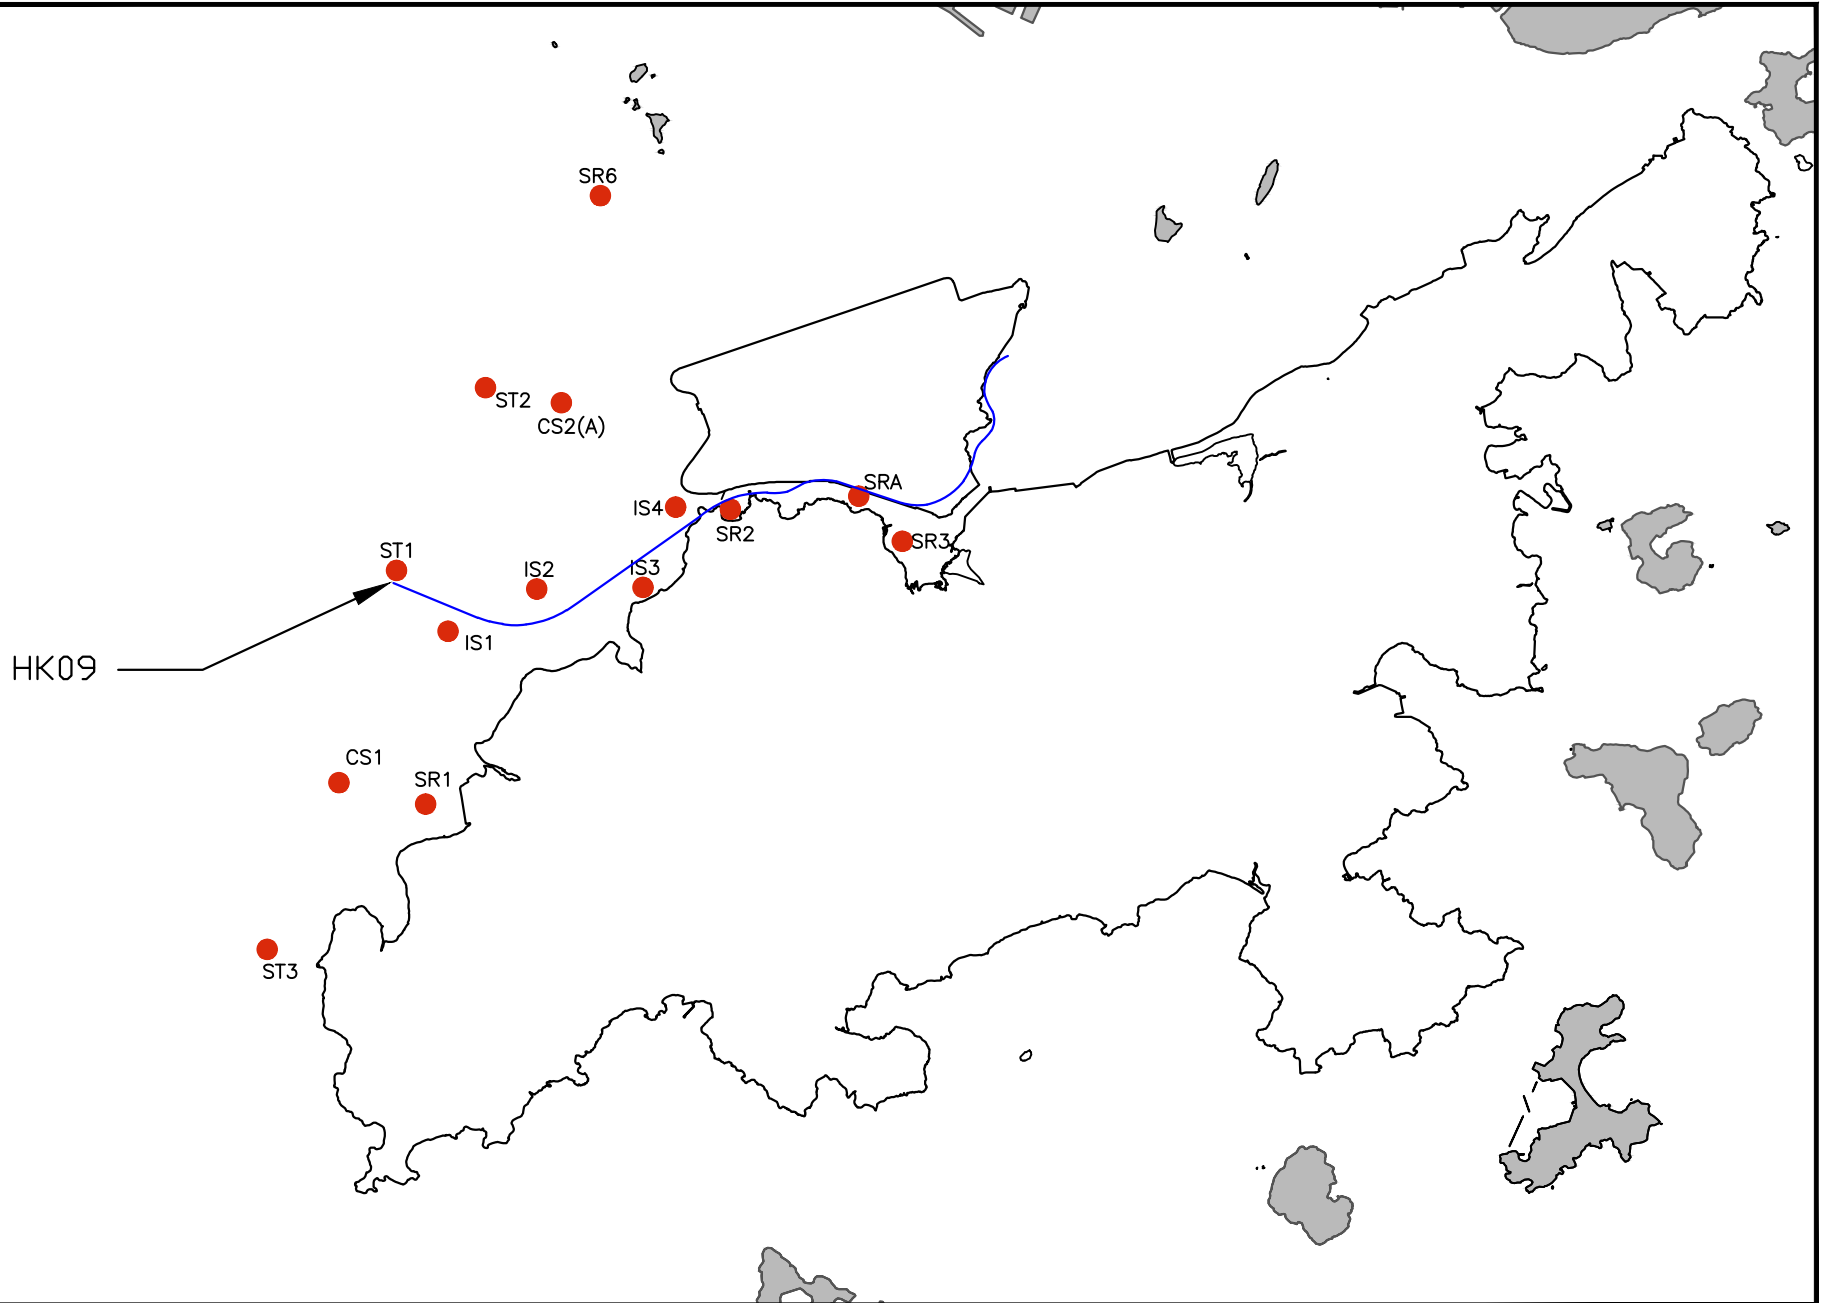 SR6
ST2
CS2(A)
SRA
IS4
SR2
SR3
ST1
IS2
IS3
IS1
HK09
CS1
SR1
ST3